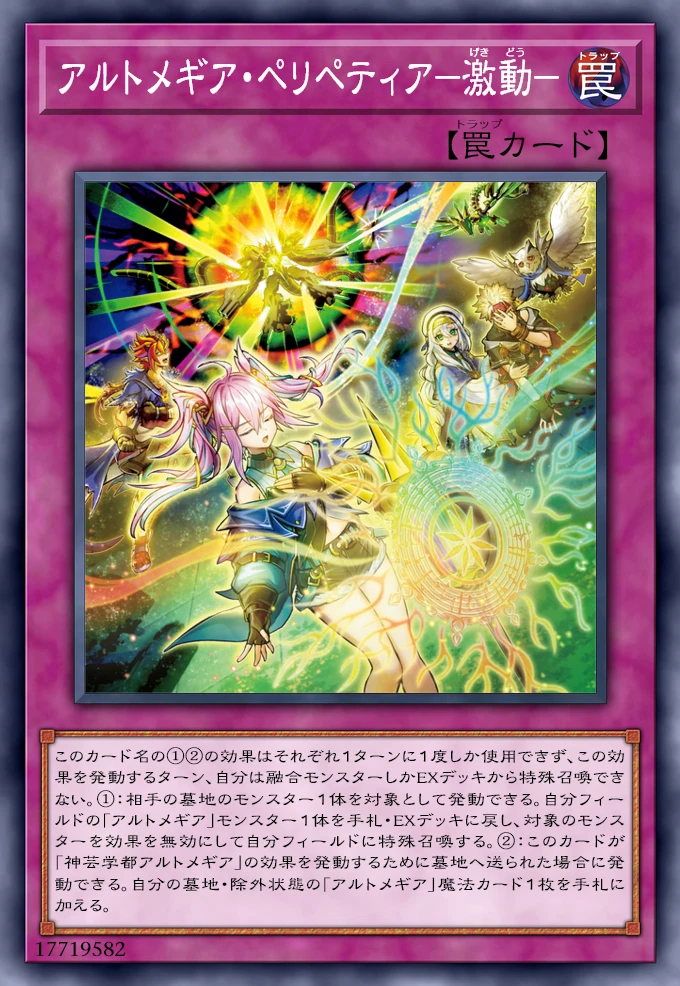 げき どう
アルトメギア・ペリペティアー激動ー
トラップ
罠
トラップ
【罠カード】
このカード名の①②の効果はそれぞれ1ターンに1度しか使用できず、この効
果を発動するターン、自分は融合モンスターしかEXデッキから特殊召喚でき
ない。①：相手の墓地のモンスター1体を対象として発動できる。自分フィー
ルドの「アルトメギア」モンスター1体を手札・EXデッキに戻し、対象のモンス
ターを効果を無効にして自分フィールドに特殊召喚する。②：このカードが
「神芸学都アルトメギア」の効果を発動するために墓地へ送られた場合に発
動できる。自分の墓地・除外状態の「アルトメギア」魔法カード1枚を手札に
加える。
17719582